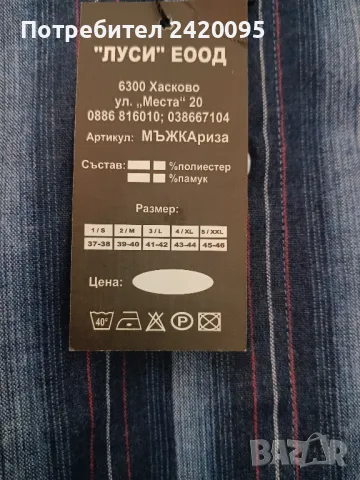 Потребител 2420095
"ЛУСИ" ЕООД
6300 Хасково
ул. „Места" 20
0886 816010; 038667104
Артикул: МЪЖКАриза
Състав: %полиестер
%памук
Размер:
1 / S 2 / M 3 / L 4 / XL 5 / XXL
37-38 39-40 41-42 43-44 45-46
Цена:
40°
P
BAZAR